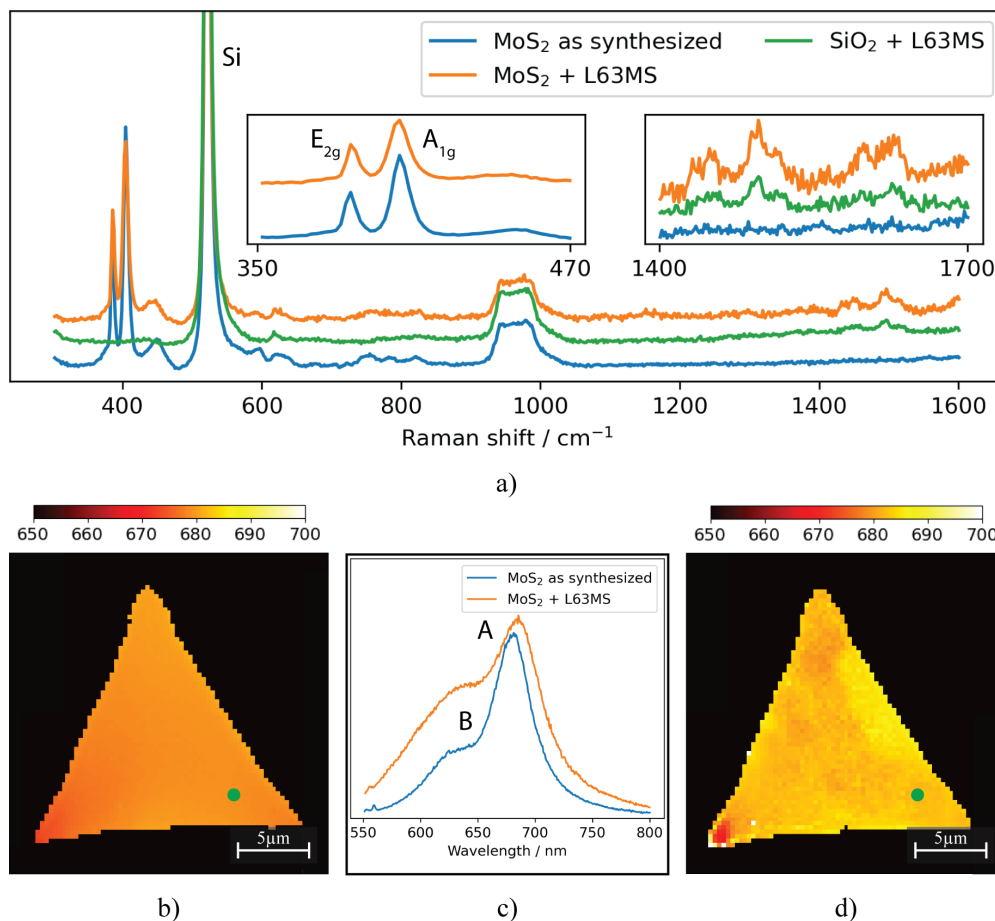 Si
MoS₂ as synthesized
MoS₂ + L63MS
SiO₂ + L63MS
E₂g
A₁g
350
470
1400
1700
400
600
800
1000
1200
1400
1600
Raman shift / cm⁻¹
a)
650
660
670
680
690
700
5μm
b)
MoS₂ as synthesized
MoS₂ + L63MS
A
B
550
600
650
700
750
800
Wavelength / nm
c)
650
660
670
680
690
700
5μm
d)